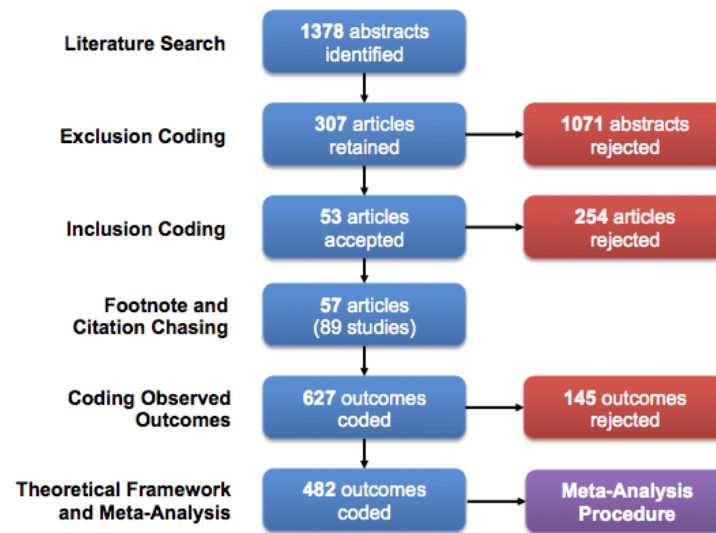 Literature Search
1378 abstracts
identified
Exclusion Coding
307 articles
retained
1071 abstracts
rejected
Inclusion Coding
53 articles
accepted
254 articles
rejected
Footnote and
Citation Chasing
57 articles
(89 studies)
Coding Observed
Outcomes
627 outcomes
coded
145 outcomes
rejected
Theoretical Framework
and Meta-Analysis
482 outcomes
coded
Meta-Analysis
Procedure